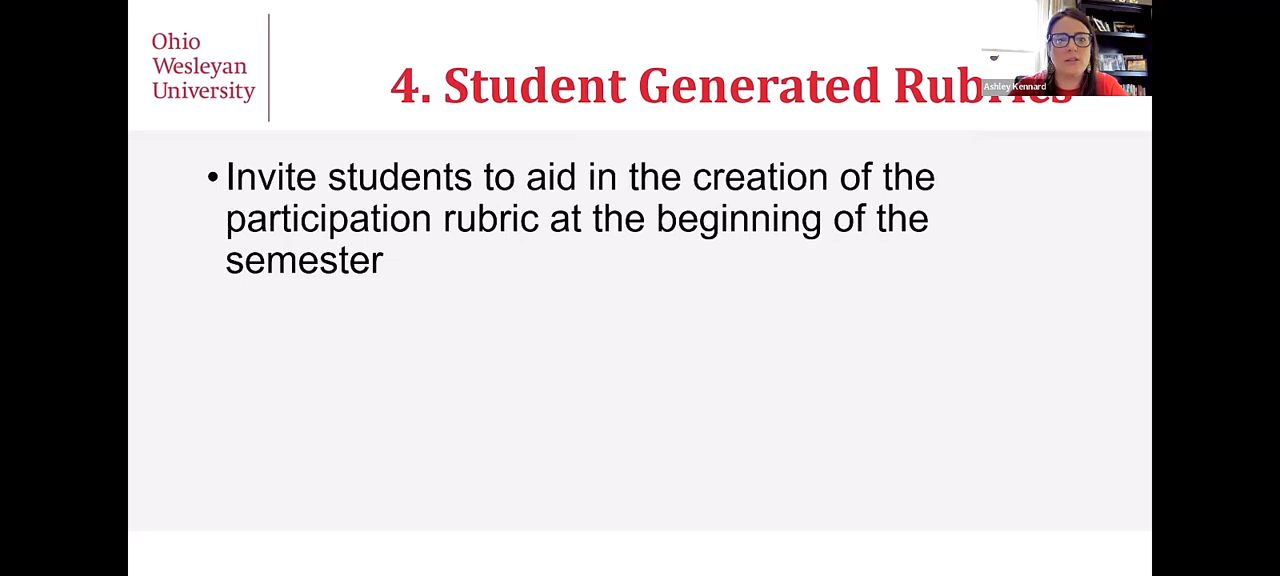 Ohio
Wesleyan
University
4. Student Generated Rubrics
Ashley Kennard
• Invite students to aid in the creation of the
participation rubric at the beginning of the
semester